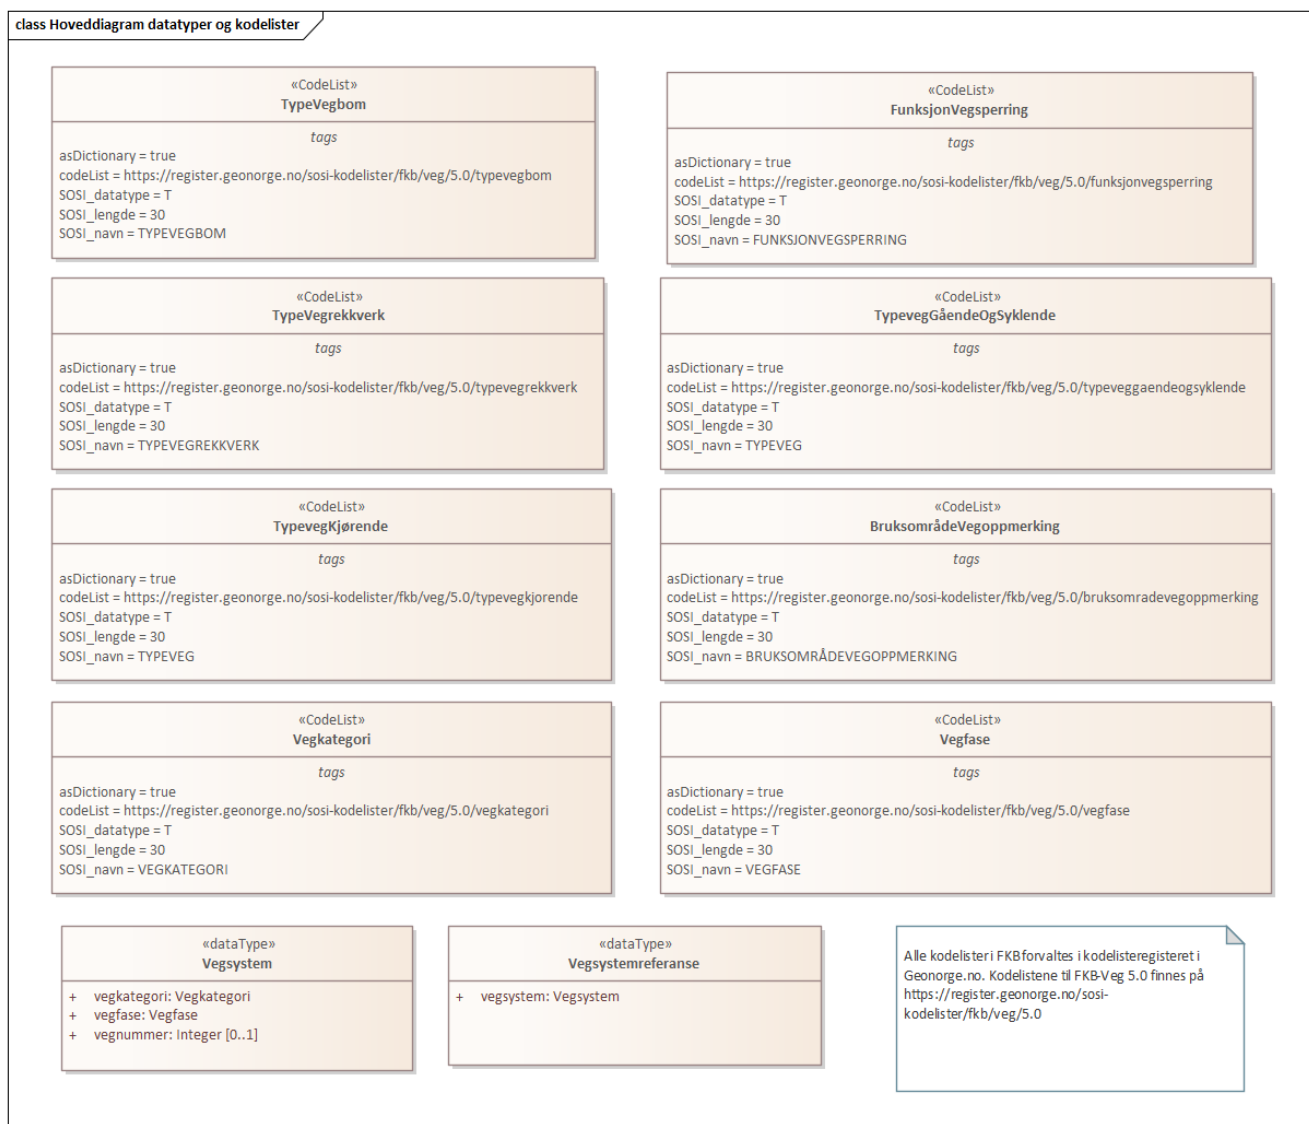 class Hoveddiagram datatyper og kodelister
«CodeList»
TypeVegbom
tags
asDictionary = true
codeList = https://register.geonorge.no/sosi-kodelister/fkb/veg/5.0/typevegbom
SOSI_datatype = T
SOSI_lengde = 30
SOSI_navn = TYPEVEGBOM
«CodeList»
FunksjonVegsperring
tags
asDictionary = true
codeList = https://register.geonorge.no/sosi-kodelister/fkb/veg/5.0/funksjonvegsperring
SOSI_datatype = T
SOSI_lengde = 30
SOSI_navn = FUNKSJONVEGSPERRING
«CodeList»
TypeVegrekkverk
tags
asDictionary = true
codeList = https://register.geonorge.no/sosi-kodelister/fkb/veg/5.0/typevegrekkverk
SOSI_datatype = T
SOSI_lengde = 30
SOSI_navn = TYPEVEGREKKVERK
«CodeList»
TypevegGåendeOgSyklende
tags
asDictionary = true
codeList = https://register.geonorge.no/sosi-kodelister/fkb/veg/5.0/typeveggaendeogsyklende
SOSI_datatype = T
SOSI_lengde = 30
SOSI_navn = TYPEVEG
«CodeList»
TypevegKjørende
tags
asDictionary = true
codeList = https://register.geonorge.no/sosi-kodelister/fkb/veg/5.0/typevegkjorende
SOSI_datatype = T
SOSI_lengde = 30
SOSI_navn = TYPEVEG
«CodeList»
BruksområdeVegoppmerking
tags
asDictionary = true
codeList = https://register.geonorge.no/sosi-kodelister/fkb/veg/5.0/bruksomradevegoppmerking
SOSI_datatype = T
SOSI_lengde = 30
SOSI_navn = BRUKSOMRÅDEVEGOPPMERKING
«CodeList»
Vegkategori
tags
asDictionary = true
codeList = https://register.geonorge.no/sosi-kodelister/fkb/veg/5.0/vegkategori
SOSI_datatype = T
SOSI_lengde = 30
SOSI_navn = VEGKATEGORI
«CodeList»
Vegfase
tags
asDictionary = true
codeList = https://register.geonorge.no/sosi-kodelister/fkb/veg/5.0/vegfase
SOSI_datatype = T
SOSI_lengde = 30
SOSI_navn = VEGFASE
«dataType»
Vegsystem
+ vegkategori: Vegkategori
+ vegfase: Vegfase
+ vegnummer: Integer [0..1]
«dataType»
Vegsystemreferanse
+ vegsystem: Vegsystem
Alle kodelister i FKB forvaltes i kodelisteregisteret i
Geonorge.no. Kodelistene til FKB-Veg 5.0 finnes på
https://register.geonorge.no/sosi-
kodelister/fkb/veg/5.0